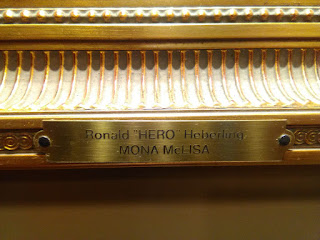 Ronald "HERO" Heberling
MONA McLISA